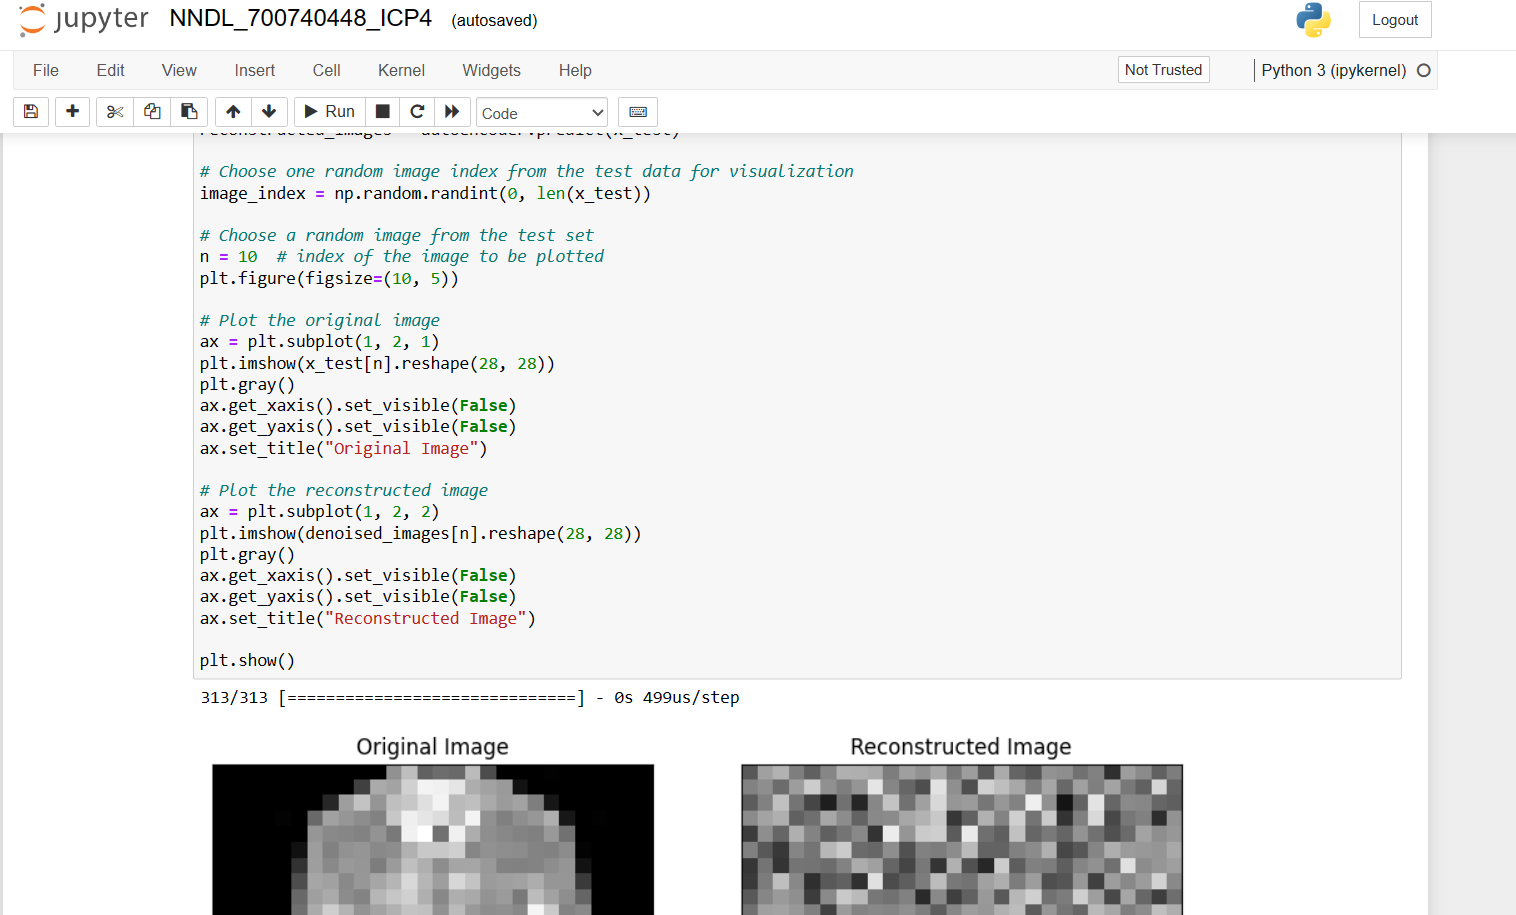 jupyter NNDL_700740448_ICP4 (autosaved)
Logout
File Edit View Insert Cell Kernel Widgets Help
Not Trusted
Python 3 (ipykernel)
Run
Code
reconstructed_images = autoencoder.predict(x_test)
# Choose one random image index from the test data for visualization
image_index = np.random.randint(0, len(x_test))
# Choose a random image from the test set
n = 10  # index of the image to be plotted
plt.figure(figsize=(10, 5))
# Plot the original image
ax = plt.subplot(1, 2, 1)
plt.imshow(x_test[n].reshape(28, 28))
plt.gray()
ax.get_xaxis().set_visible(False)
ax.get_yaxis().set_visible(False)
ax.set_title("Original Image")
# Plot the reconstructed image
ax = plt.subplot(1, 2, 2)
plt.imshow(denoised_images[n].reshape(28, 28))
plt.gray()
ax.get_xaxis().set_visible(False)
ax.get_yaxis().set_visible(False)
ax.set_title("Reconstructed Image")
plt.show()
313/313 [==============================] - 0s 499us/step
Original Image
Reconstructed Image